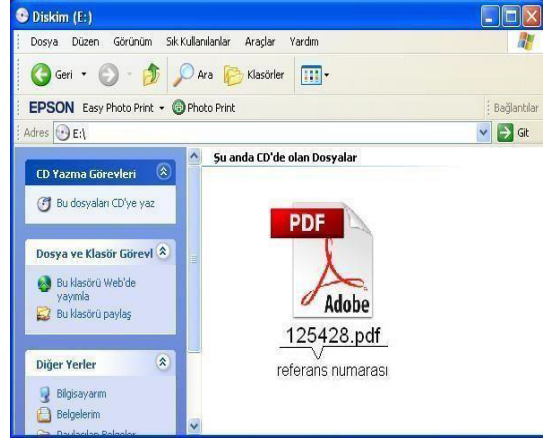 Diskim (E:)
Dosya Düzen Görünüm Sık Kullanılanlar Araçlar Yardım
Geri Ara Klasörler
EPSON Easy Photo Print Photo Print Bağlantılar
Adres E:\ Git
CD Yazma Görevleri
Bu dosyaları CD'ye yaz
Dosya ve Klasör Görevl
Bu klasörü Web'de
yayımla
Bu klasörü paylaş
Diğer Yerler
Bilgisayarım
Belgelerim
Paylaşılan Belgeler
Şu anda CD'de olan Dosyalar
PDF
Adobe
125428.pdf
referans numarası